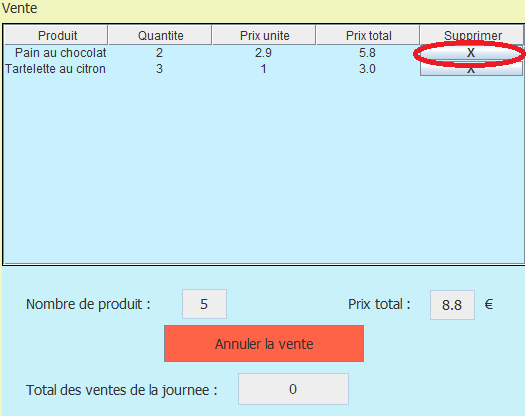 Vente
Produit Quantite Prix unite Prix total Supprimer
Pain au chocolat 2 2.9 5.8 X
Tartelette au citron 3 1 3.0 X
Nombre de produit : 5 Prix total : 8.8 €
Annuler la vente
Total des ventes de la journee : 0